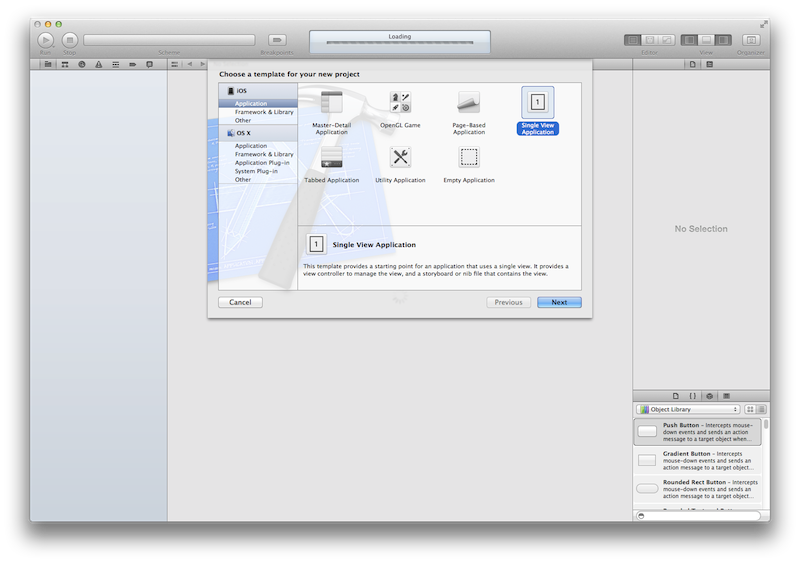 Loading
Run
Stop
Scheme
Breakpoints
Editor
View
Organizer
Choose a template for your new project
iOS
Application
Framework & Library
Other
OS X
Application
Framework & Library
Application Plug-in
System Plug-in
Other
Master-Detail
Application
OpenGL Game
Page-Based
Application
1
Single View
Application
Tabbed Application
Utility Application
Empty Application
1
Single View Application
This template provides a starting point for an application that uses a single view. It provides a
view controller to manage the view, and a storyboard or nib file that contains the view.
Cancel
Previous
Next
No Selection
{ }
Object Library
Push Button - Intercepts mouse-
down events and sends an action
message to a target object when...
Gradient Button - Intercepts
mouse-down events and sends an
action message to a target object...
Rounded Rect Button - Intercepts
mouse-down events and sends an
action message to a target object...